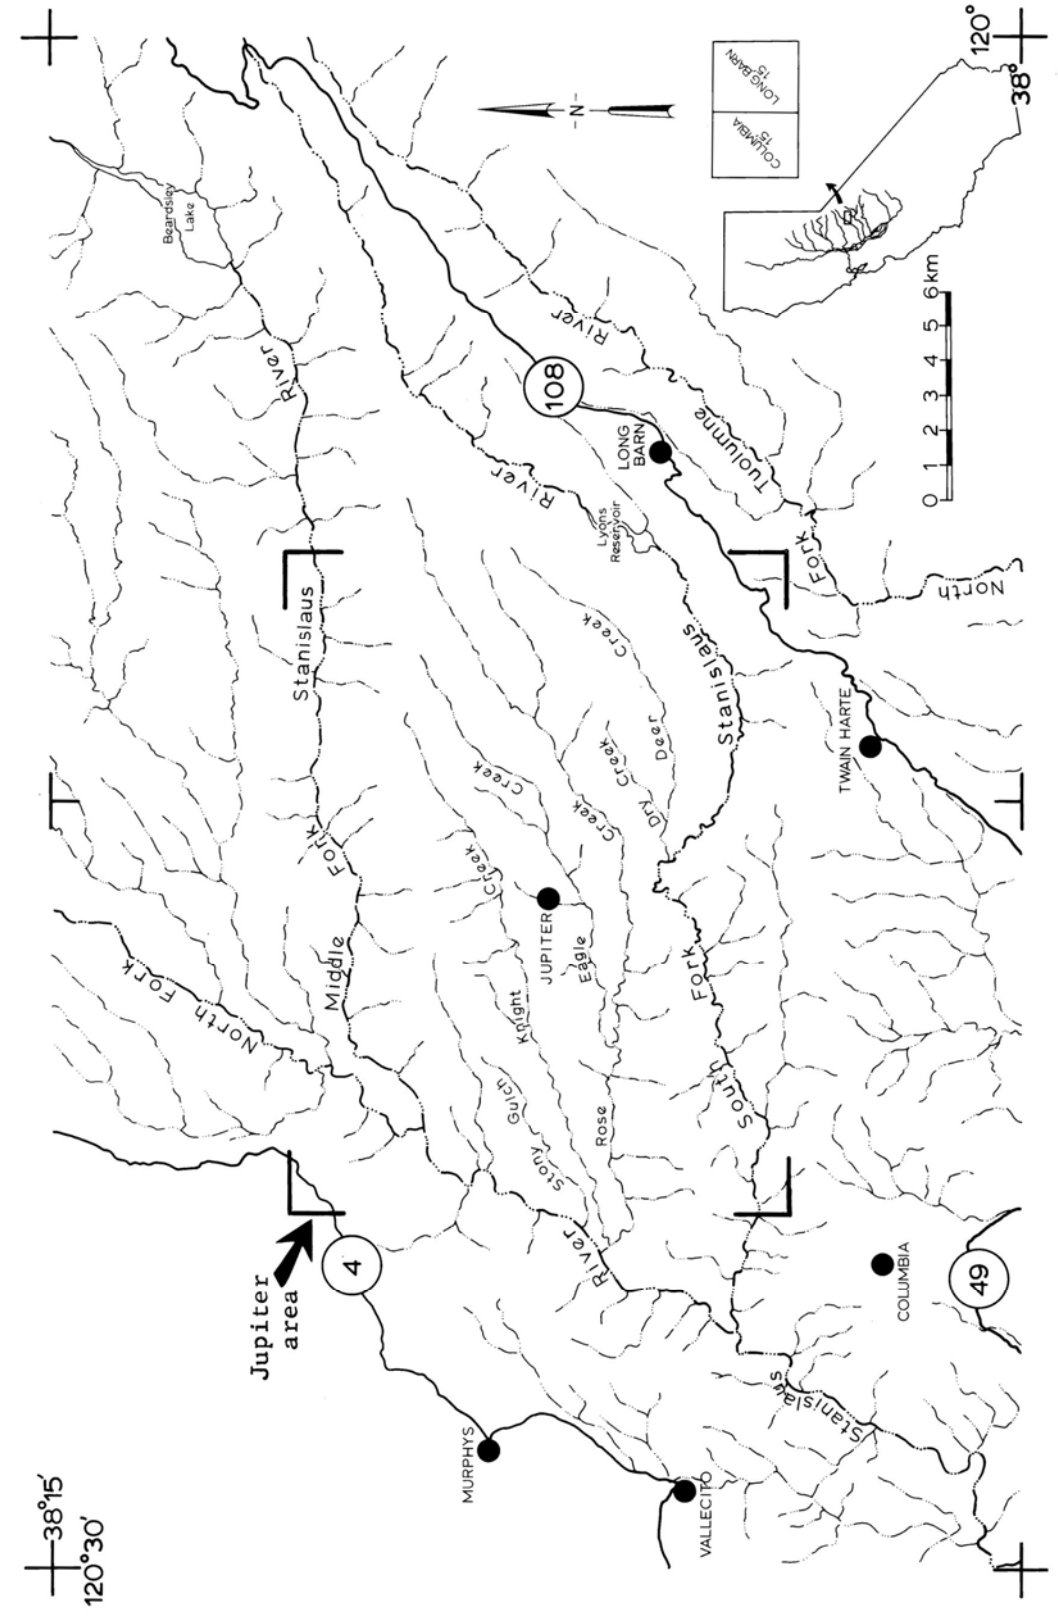 38°15'
120°30'
Jupiter
area
4
MURPHYS
VALLECITO
COLUMBIA
49
Stanislaus
River
North Fork
Middle
Fork
Stanislaus
River
Beardsley
Lake
Stony
Gulch
Knight
Creek
Rose
Creek
Eagle
Creek
JUPITER
Dry Creek
Deer
Creek
South
Fork
Stanislaus
River
Lyons
Reservoir
LONG
BARN
108
TWAIN HARTE
North
Fork
Tuolumne
River
-N-
COLUMBIA
15
LONG BARN
15
0 1 2 3 4 5 6 km
120°
38°